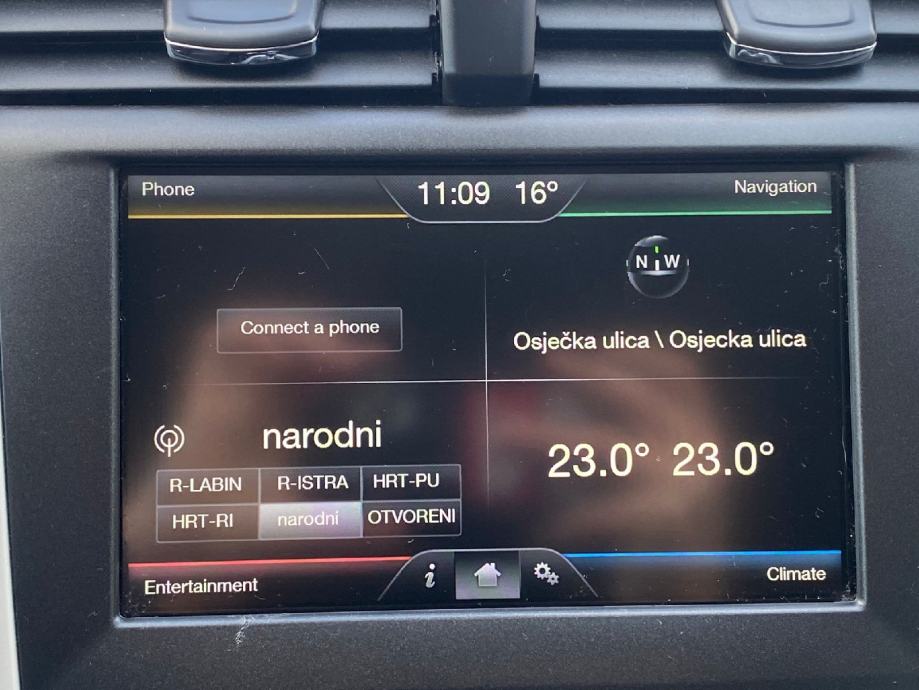 Phone 11:09 16° Navigation
N W
Connect a phone
Osječka ulica \ Osjecka ulica
narodni
23.0° 23.0°
R-LABIN R-ISTRA HRT-PU
HRT-RI narodni OTVORENI
Entertainment i Climate